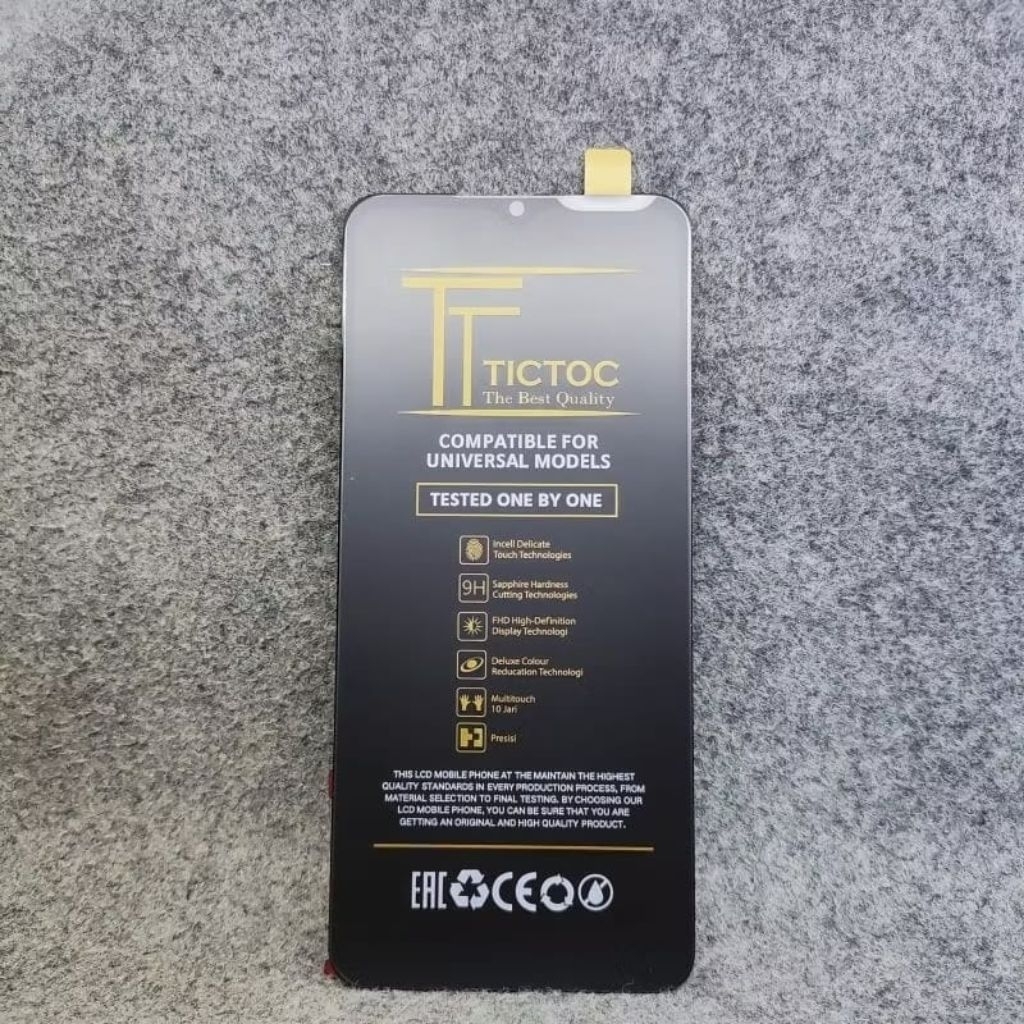 TT
TICTOC
The Best Quality
COMPATIBLE FOR
UNIVERSAL MODELS
TESTED ONE BY ONE
Incell Delicate
Touch Technologies
9H
Sapphire Hardness
Cutting Technologies
FHD High-Definition
Display Technologi
Deluxe Colour
Reducation Technologi
Multitouch
10 Jari
Presisi
THIS LCD MOBILE PHONE AT THE MAINTAIN THE HIGHEST
QUALITY STANDARDS IN EVERY PRODUCTION PROCESS, FROM
MATERIAL SELECTION TO FINAL TESTING. BY CHOOSING OUR
LCD MOBILE PHONE, YOU CAN BE SURE THAT YOU ARE
GETTING AN ORIGINAL AND HIGH QUALITY PRODUCT.
EAC CE